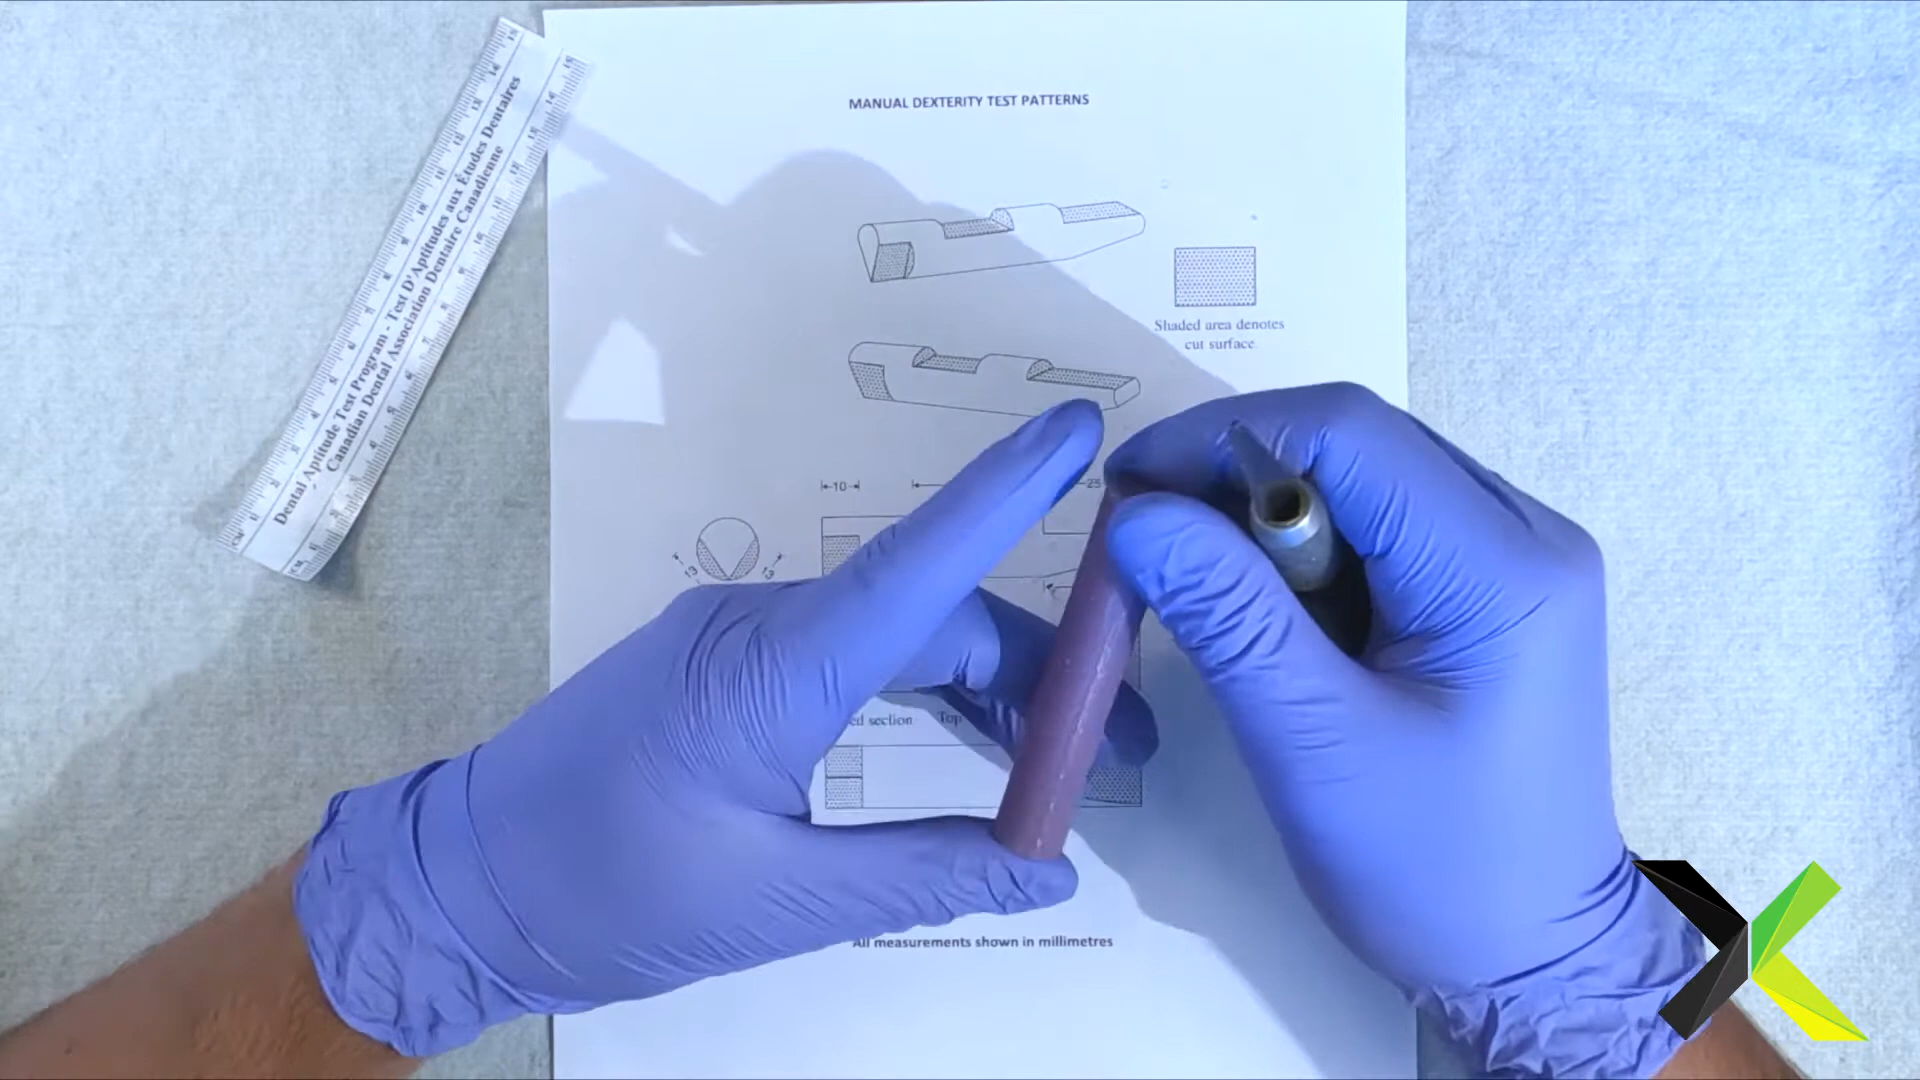 Dental Aptitude Test Program - Test D'Aptitudes aux Études Dentaires
Canadian Dental Association Dentaire Canadienne
MANUAL DEXTERITY TEST PATTERNS
Shaded area denotes
cut surface.
10
25
13
13
section Top
All measurements shown in millimetres